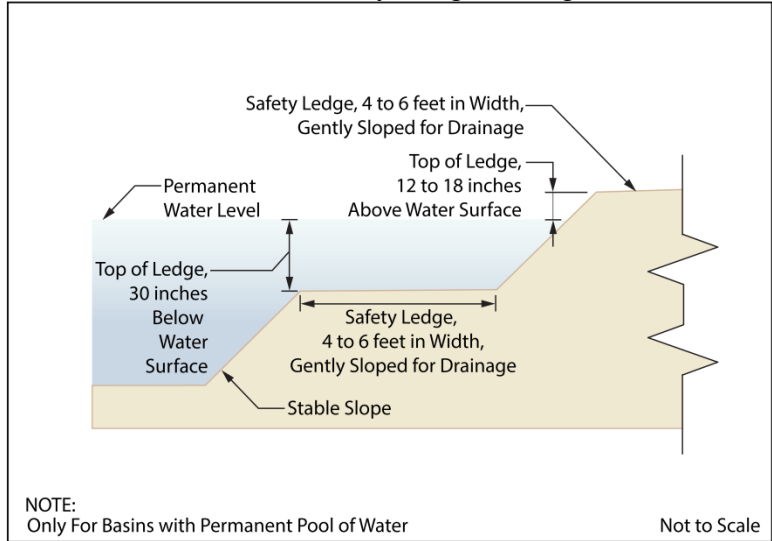 Safety Ledge, 4 to 6 feet in Width,
Gently Sloped for Drainage
Top of Ledge,
12 to 18 inches
Above Water Surface
Permanent
Water Level
Top of Ledge,
30 inches
Below
Water
Surface
Safety Ledge,
4 to 6 feet in Width,
Gently Sloped for Drainage
Stable Slope
NOTE:
Only For Basins with Permanent Pool of Water
Not to Scale